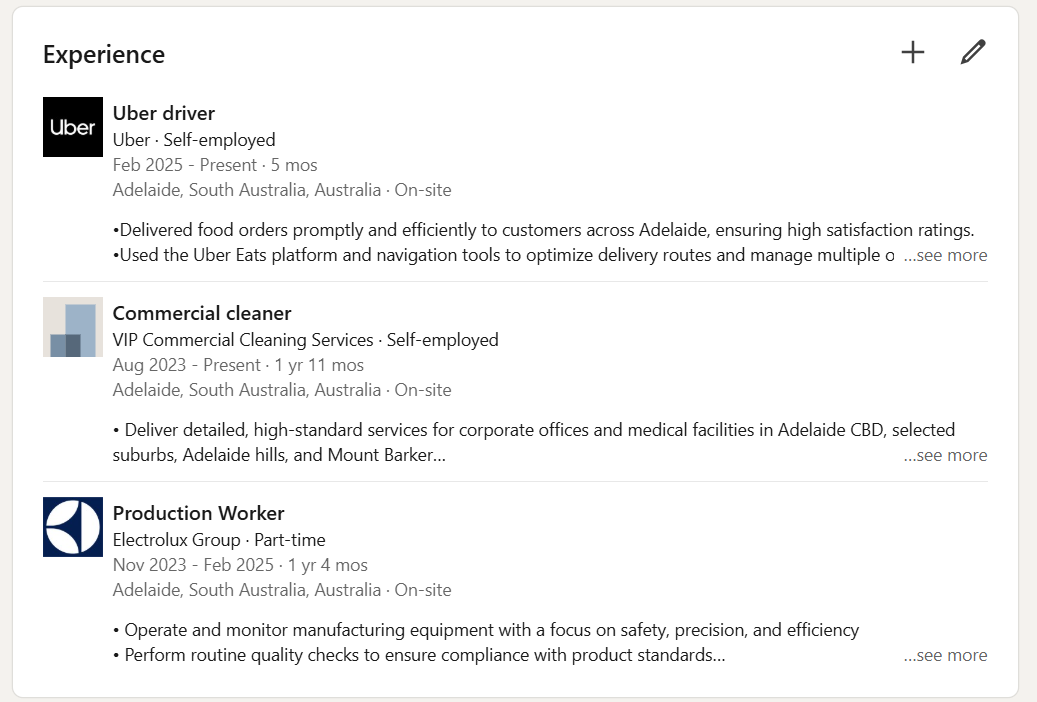 Experience
Uber
Uber driver
Uber · Self-employed
Feb 2025 - Present · 5 mos
Adelaide, South Australia, Australia · On-site
•Delivered food orders promptly and efficiently to customers across Adelaide, ensuring high satisfaction ratings.
•Used the Uber Eats platform and navigation tools to optimize delivery routes and manage multiple o ...see more
Commercial cleaner
VIP Commercial Cleaning Services · Self-employed
Aug 2023 - Present · 1 yr 11 mos
Adelaide, South Australia, Australia · On-site
• Deliver detailed, high-standard services for corporate offices and medical facilities in Adelaide CBD, selected
suburbs, Adelaide hills, and Mount Barker... ...see more
Production Worker
Electrolux Group · Part-time
Nov 2023 - Feb 2025 · 1 yr 4 mos
Adelaide, South Australia, Australia · On-site
• Operate and monitor manufacturing equipment with a focus on safety, precision, and efficiency
• Perform routine quality checks to ensure compliance with product standards... ...see more